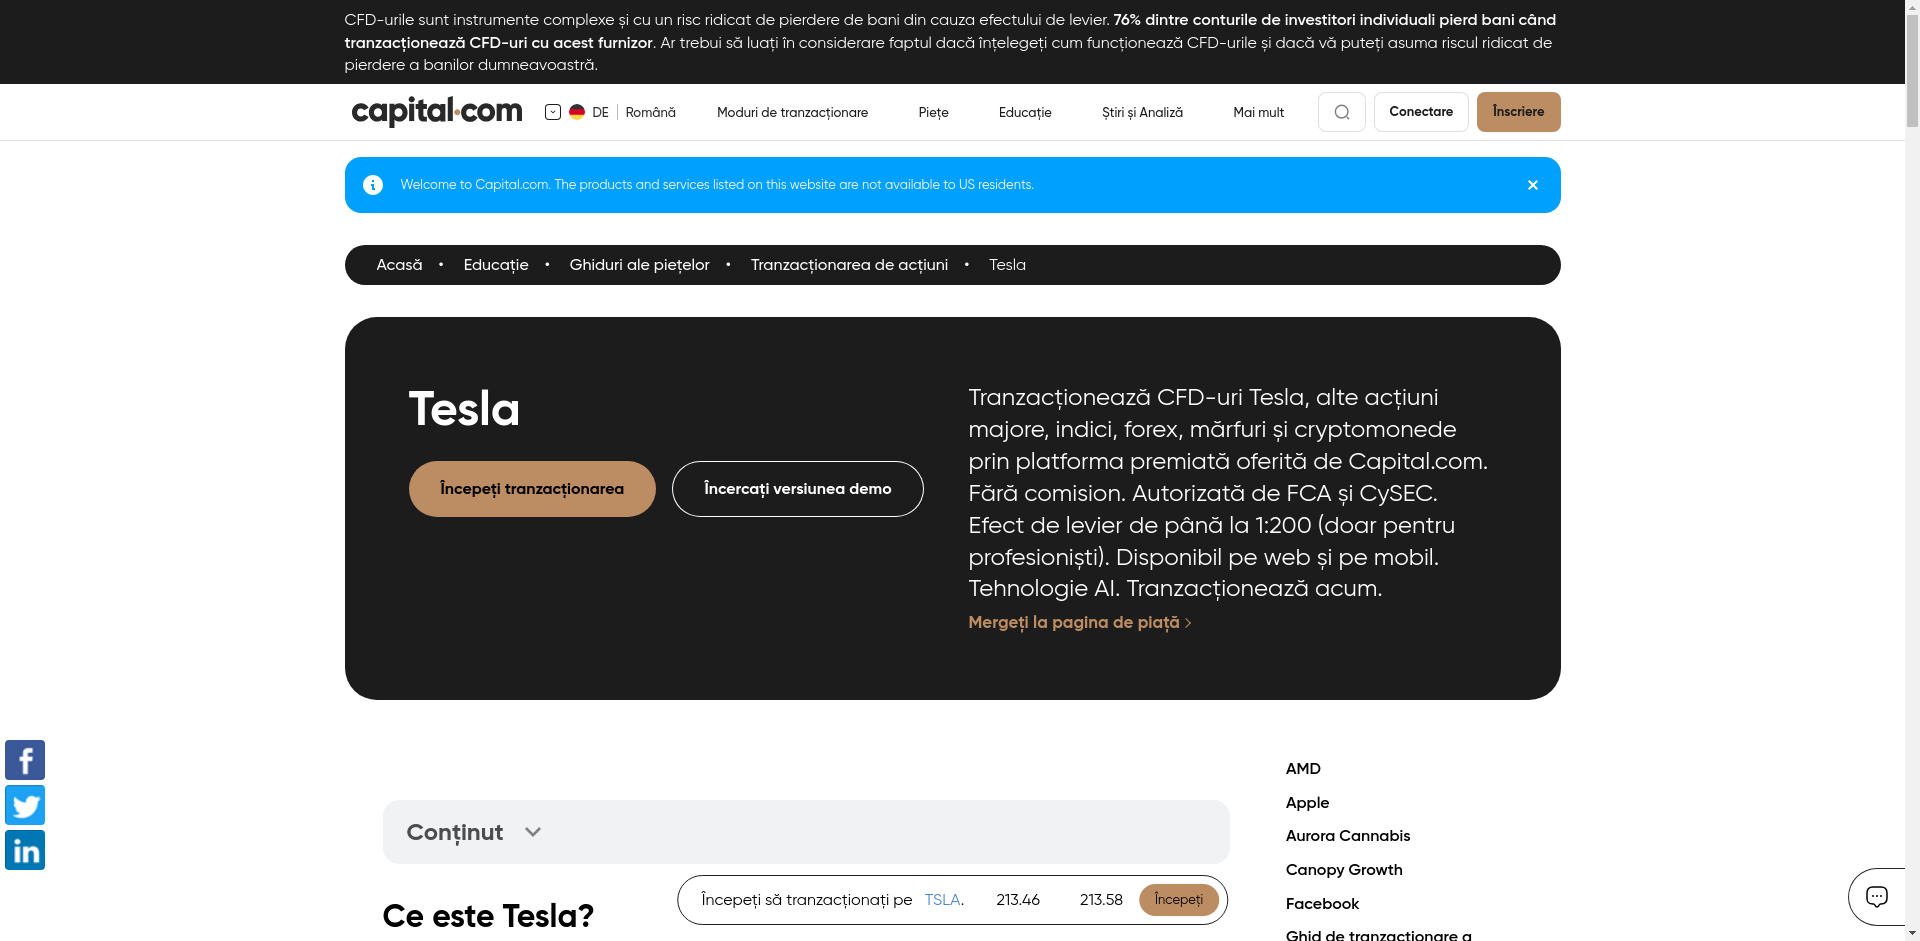 CFD-urile sunt instrumente complexe și cu un risc ridicat de pierdere de bani din cauza efectului de levier. 76% dintre conturile de investitori individuali pierd bani când
tranzacționează CFD-uri cu acest furnizor. Ar trebui să luați în considerare faptul dacă înțelegeți cum funcționează CFD-urile și dacă vă puteți asuma riscul ridicat de
pierdere a banilor dumneavoastră.
capital.com DE Română Moduri de tranzacționare Piețe Educație Știri și Analiză Mai mult Conectare Înscriere
Welcome to Capital.com. The products and services listed on this website are not available to US residents.
Acasă • Educație • Ghiduri ale piețelor • Tranzacționarea de acțiuni • Tesla
Tesla
Începeți tranzacționarea
Încercați versiunea demo
Tranzacționează CFD-uri Tesla, alte acțiuni
majore, indici, forex, mărfuri și cryptomonede
prin platforma premiată oferită de Capital.com.
Fără comision. Autorizată de FCA și CySEC.
Efect de levier de până la 1:200 (doar pentru
profesioniști). Disponibil pe web și pe mobil.
Tehnologie AI. Tranzacționează acum.
Mergeți la pagina de piață
Conținut
Ce este Tesla?
Începeți să tranzacționați pe TSLA. 213.46 213.58 Începeți
AMD
Apple
Aurora Cannabis
Canopy Growth
Facebook
Ghid de tranzacționare a